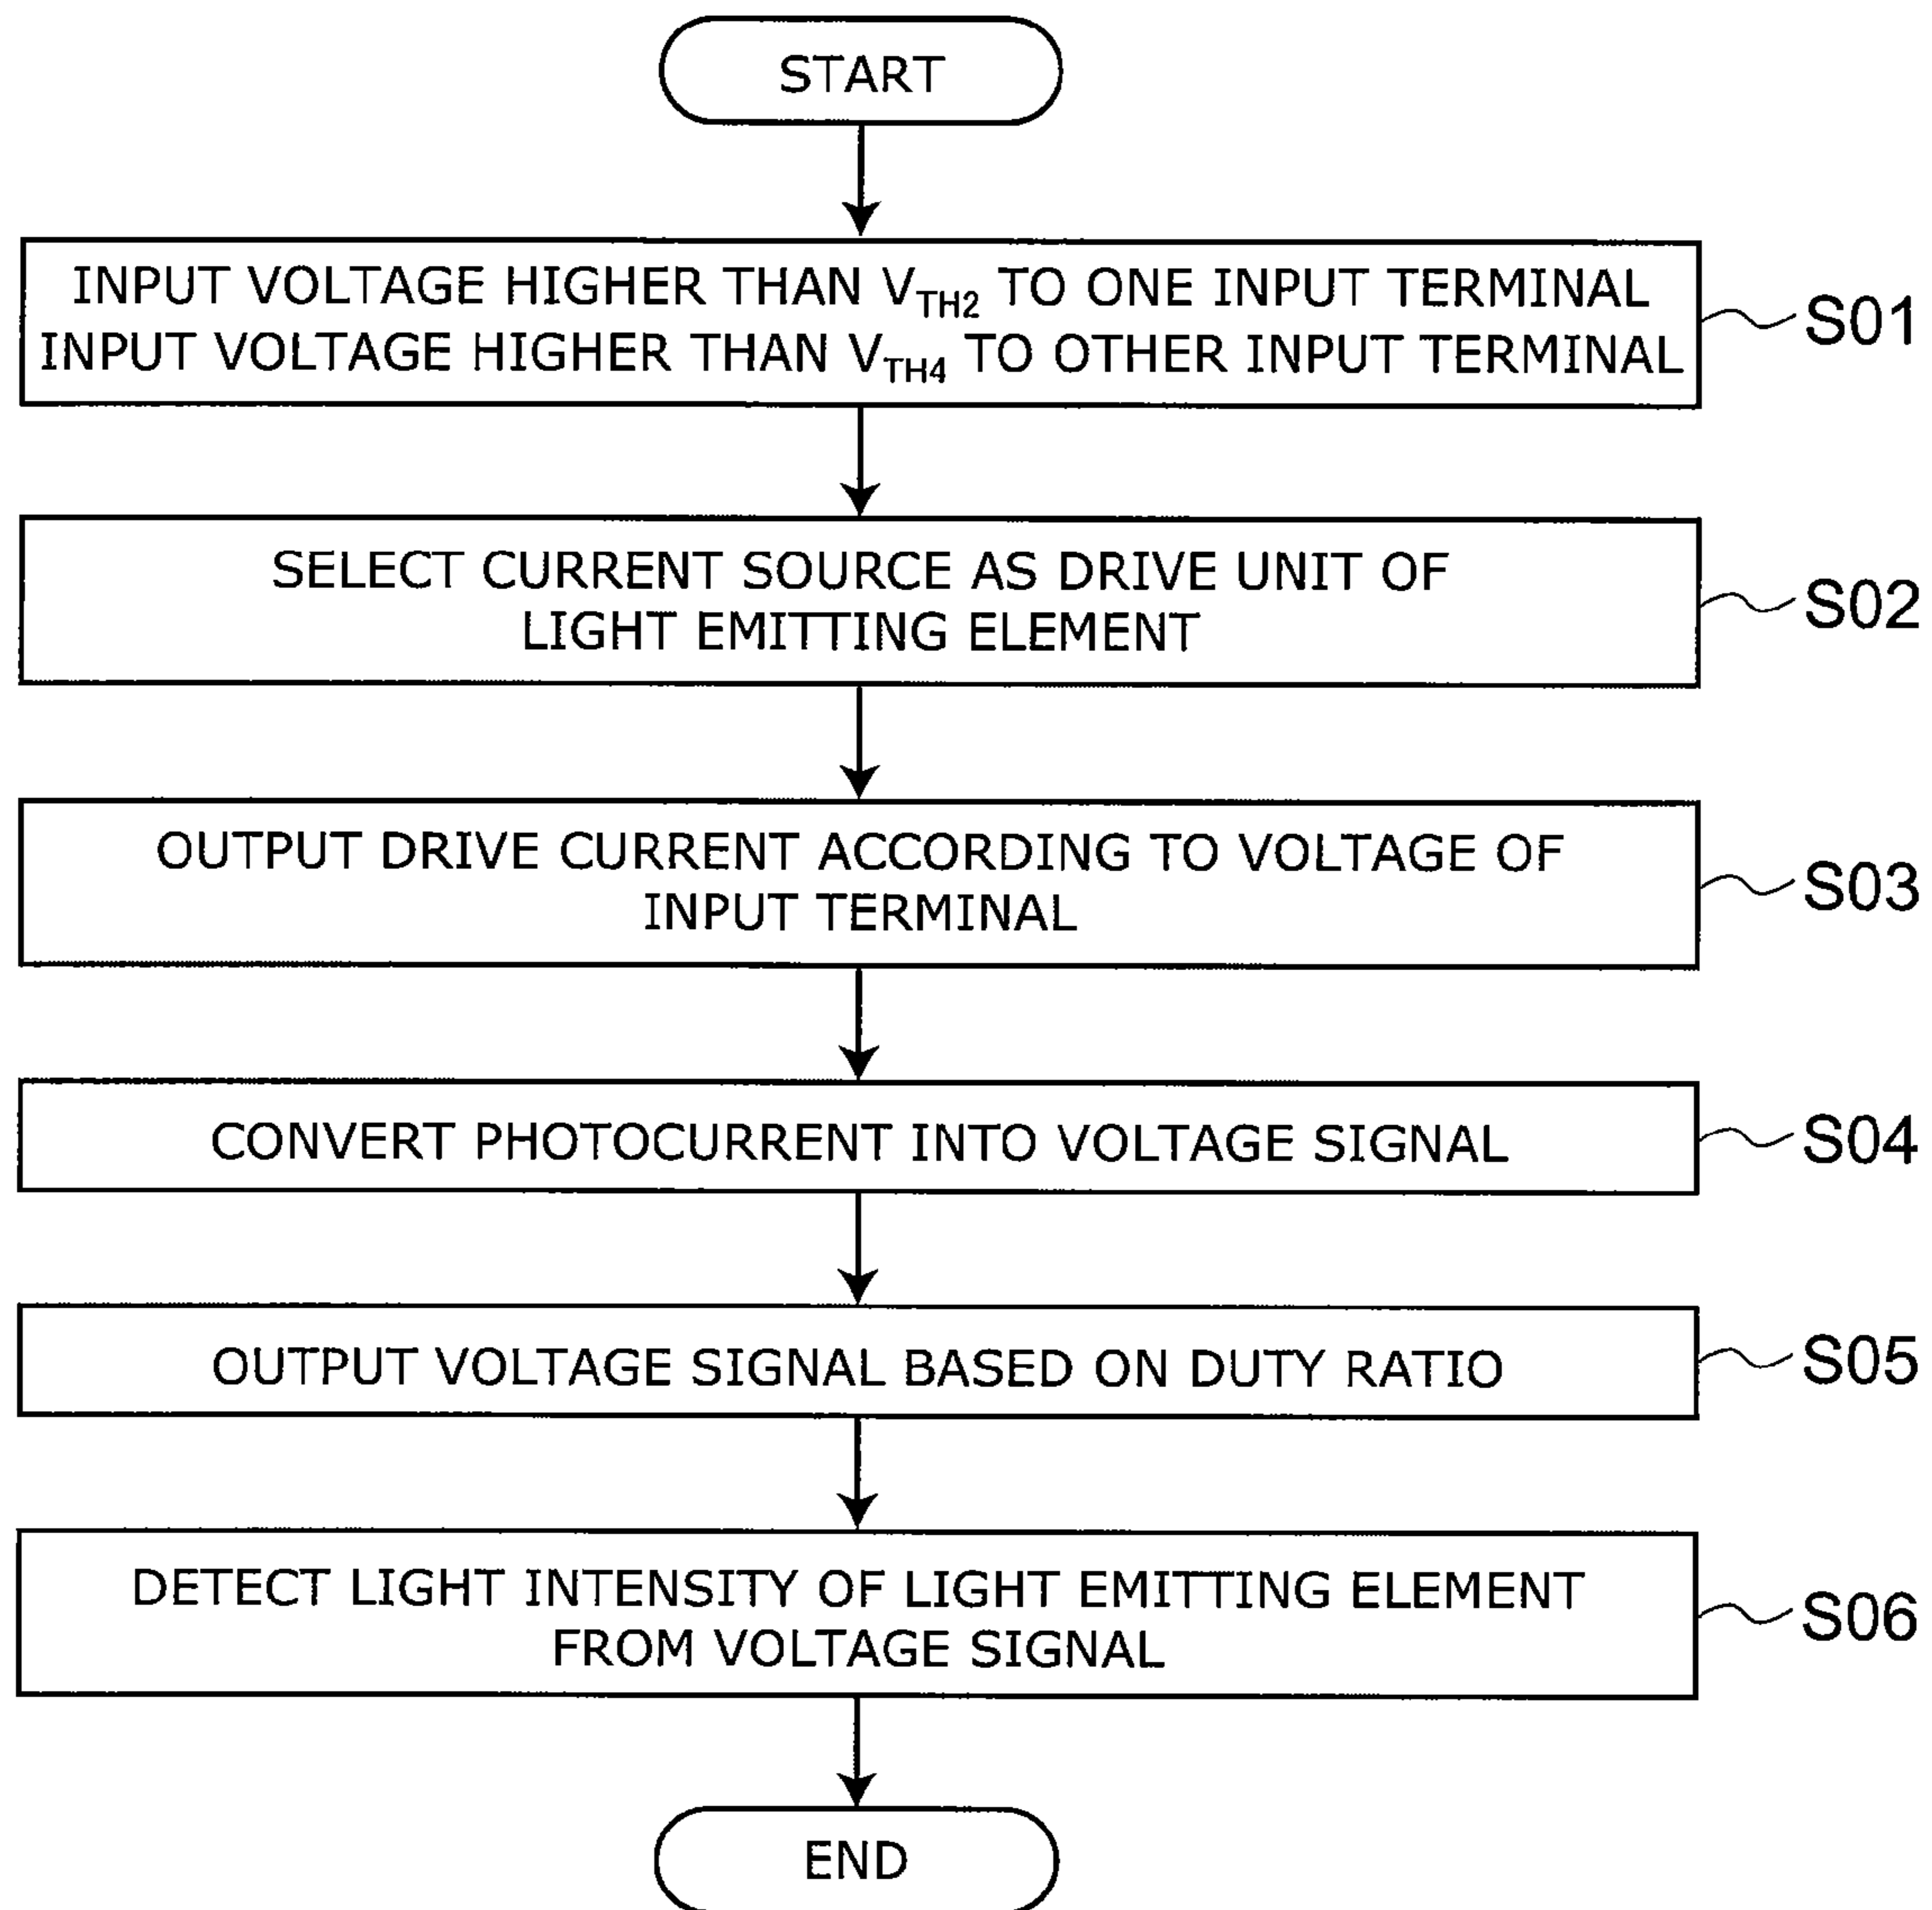 START
INPUT VOLTAGE HIGHER THAN V_TH2 TO ONE INPUT TERMINAL
INPUT VOLTAGE HIGHER THAN V_TH4 TO OTHER INPUT TERMINAL
S01
SELECT CURRENT SOURCE AS DRIVE UNIT OF
LIGHT EMITTING ELEMENT
S02
OUTPUT DRIVE CURRENT ACCORDING TO VOLTAGE OF
INPUT TERMINAL
S03
CONVERT PHOTOCURRENT INTO VOLTAGE SIGNAL
S04
OUTPUT VOLTAGE SIGNAL BASED ON DUTY RATIO
S05
DETECT LIGHT INTENSITY OF LIGHT EMITTING ELEMENT
FROM VOLTAGE SIGNAL
S06
END